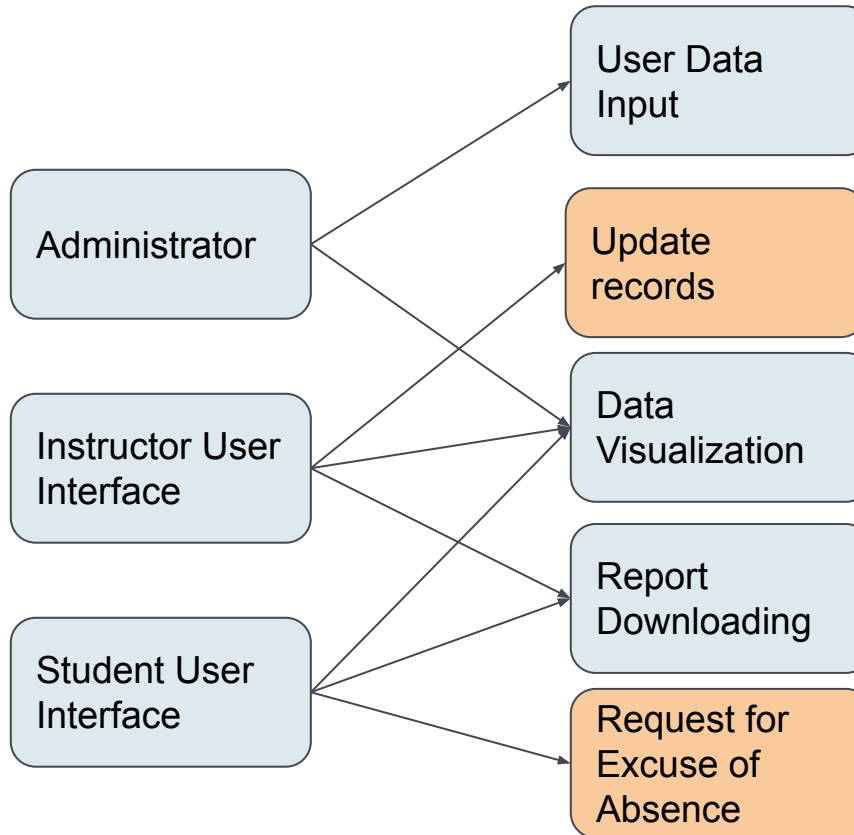 User Data
Input
Administrator
Update
records
Instructor User
Interface
Data
Visualization
Report
Downloading
Student User
Interface
Request for
Excuse of
Absence